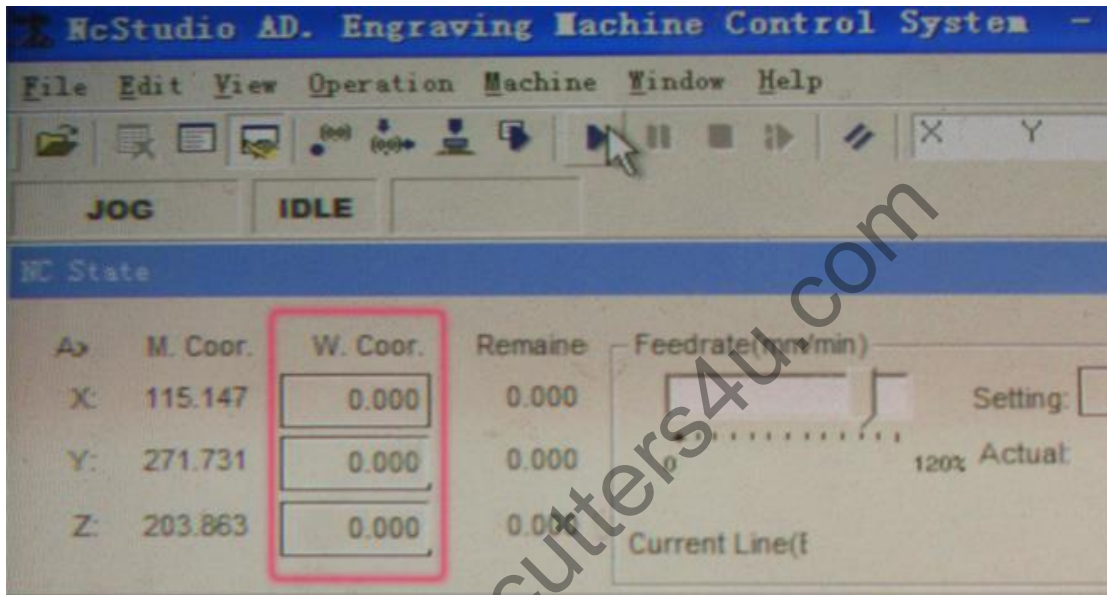 NcStudio AD. Engraving Machine Control System -
File Edit View Operation Machine Window Help
X Y
JOG IDLE
NC State
A> M. Coor. W. Coor. Remaine Feedrate(mm/min)
X: 115.147 0.000 0.000 Setting:
Y: 271.731 0.000 0.000 0 120% Actual:
Z: 203.863 0.000 0.000 Current Line(
cutters4u.com